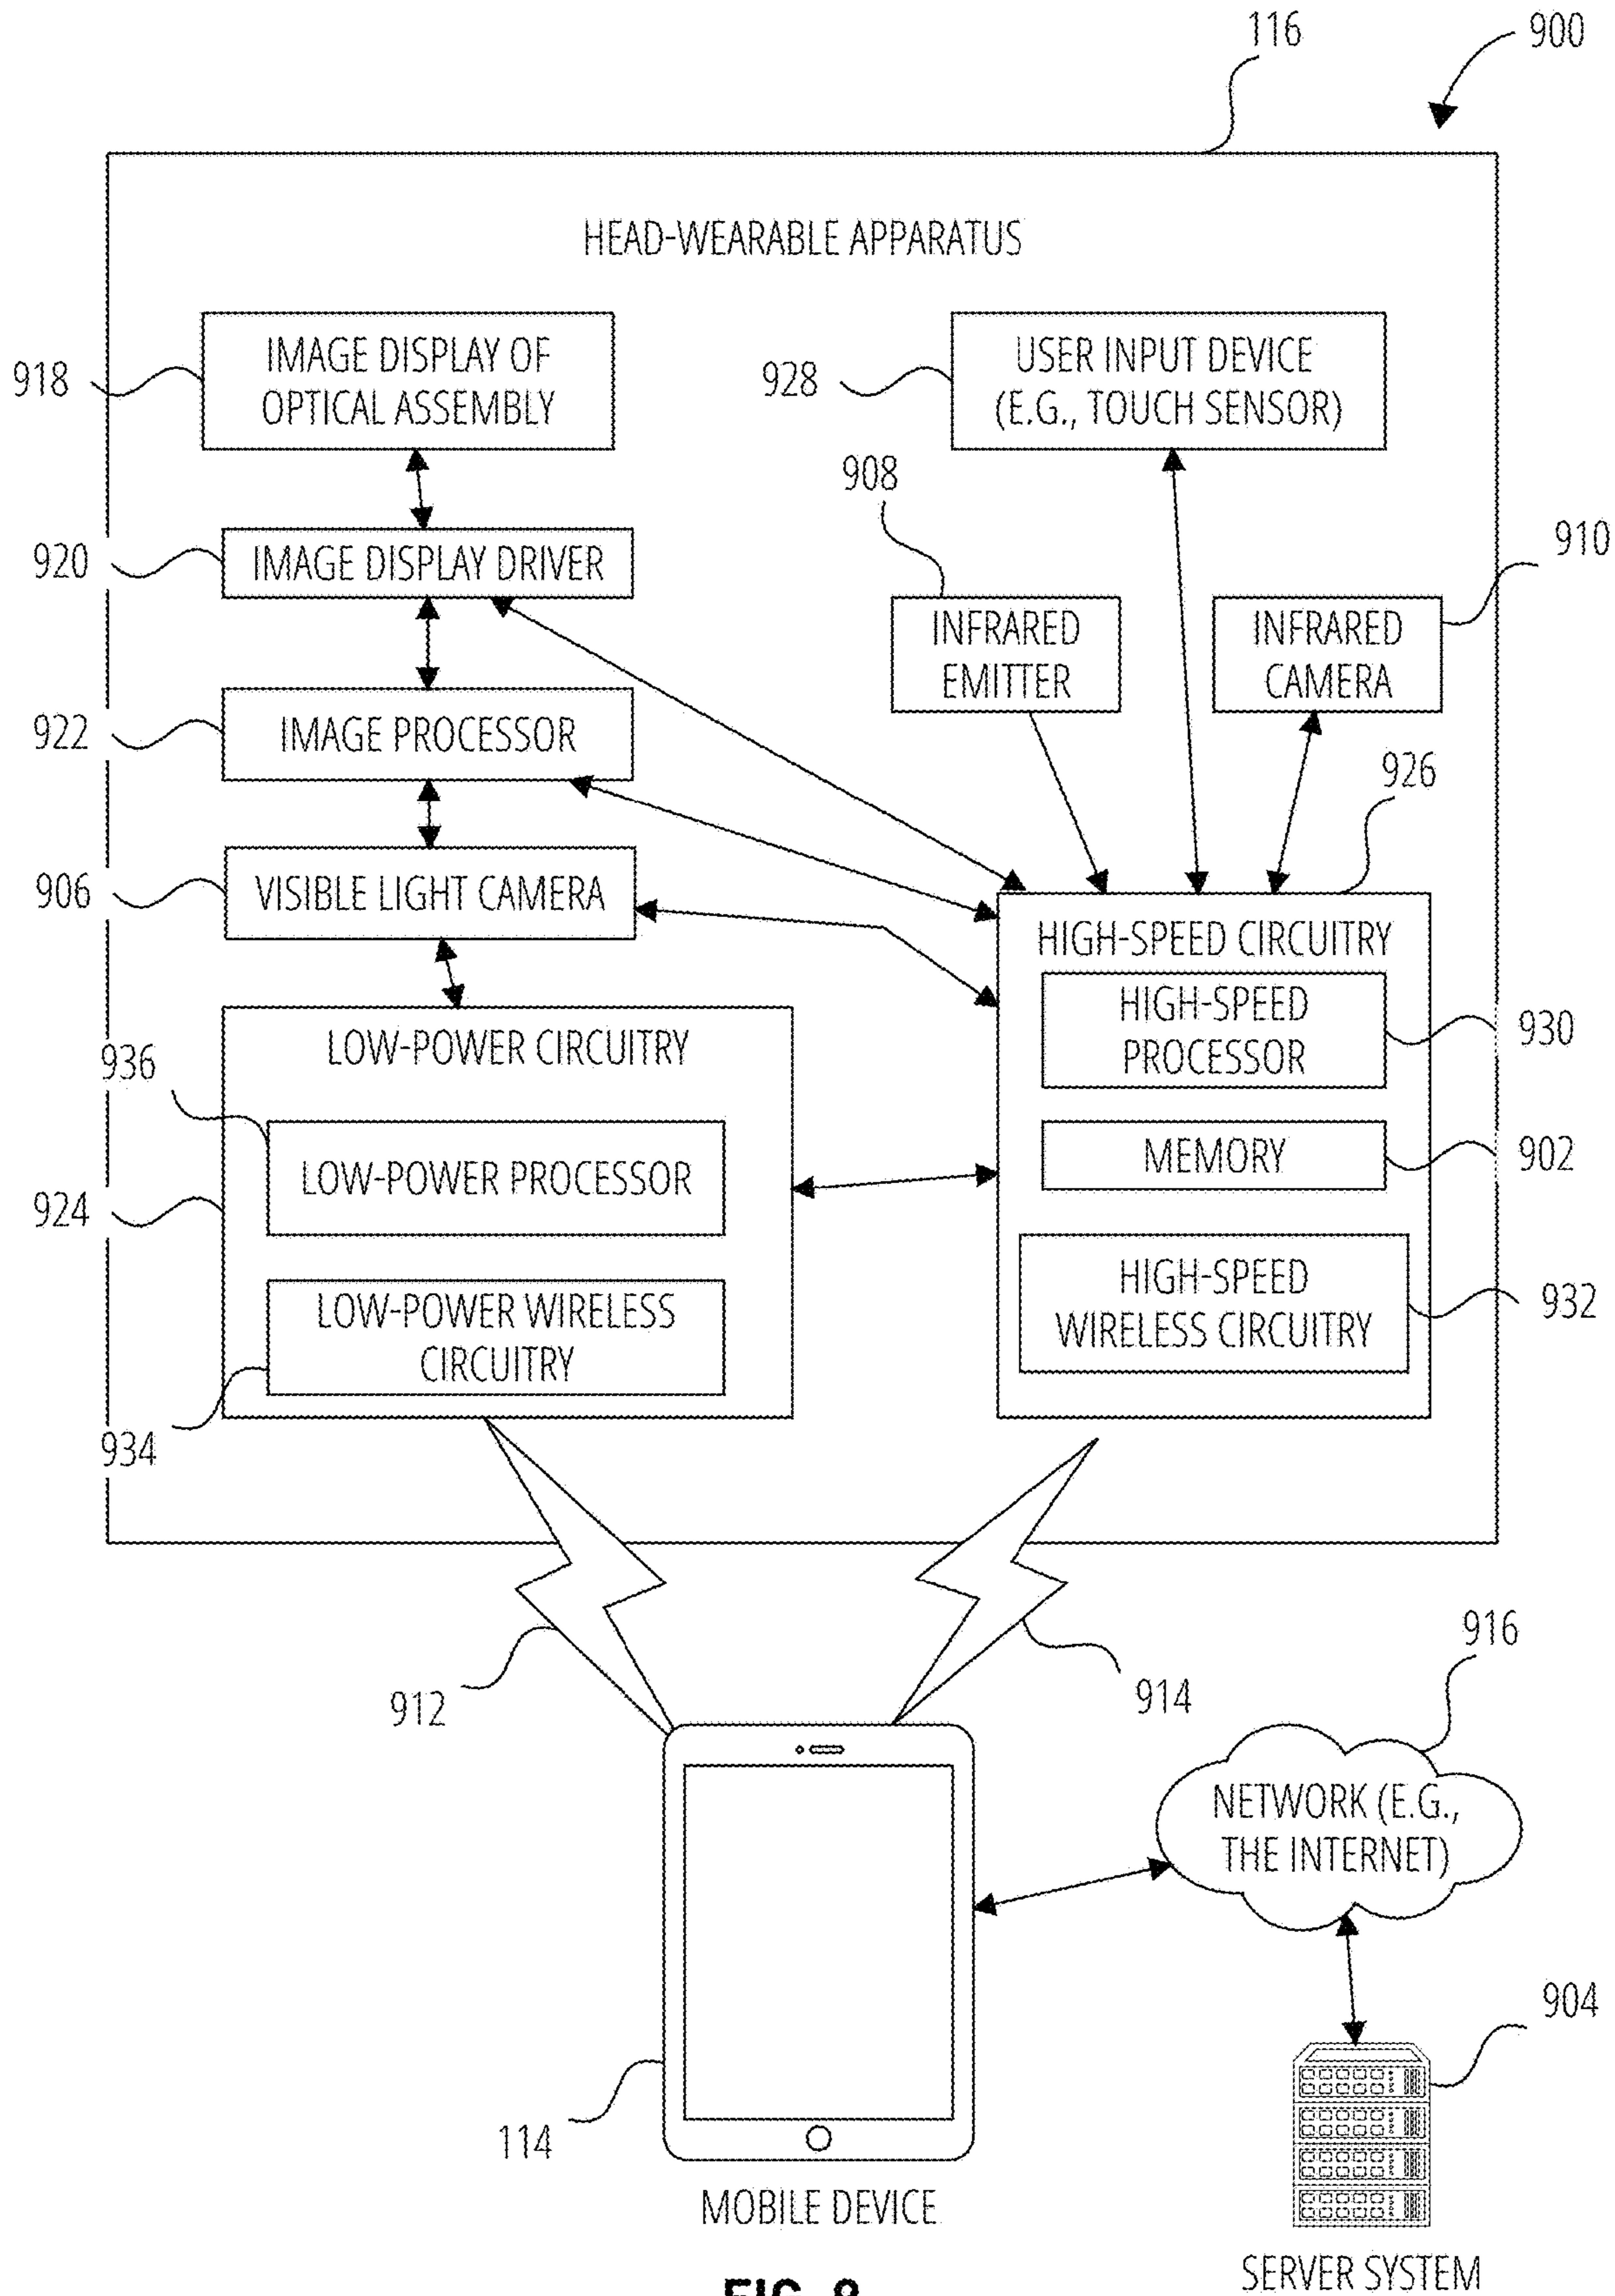 116
900
HEAD-WEARABLE APPARATUS
918
IMAGE DISPLAY OF
OPTICAL ASSEMBLY
928
USER INPUT DEVICE
(E.G., TOUCH SENSOR)
908
910
920
IMAGE DISPLAY DRIVER
INFRARED
EMITTER
INFRARED
CAMERA
922
IMAGE PROCESSOR
926
906
VISIBLE LIGHT CAMERA
HIGH-SPEED CIRCUITRY
HIGH-SPEED
PROCESSOR
930
936
LOW-POWER CIRCUITRY
MEMORY
902
LOW-POWER PROCESSOR
924
HIGH-SPEED
WIRELESS CIRCUITRY
932
LOW-POWER WIRELESS
CIRCUITRY
934
912
914
916
NETWORK (E.G.,
THE INTERNET)
904
114
MOBILE DEVICE
SERVER SYSTEM
FIG.